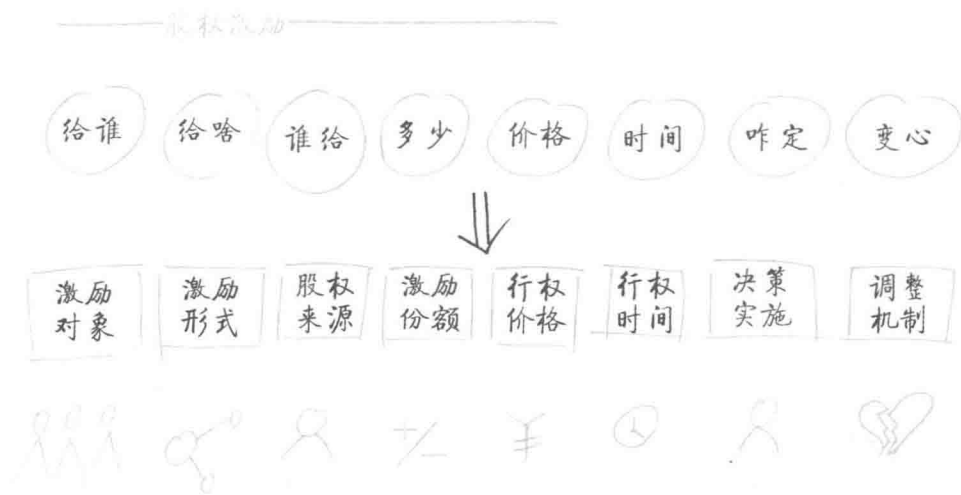 股权激励
给谁 给啥 谁给 多少 价格 时间 咋定 变心
激励 激励 股权 激励 行权 行权 决策 调整
对象 形式 来源 份额 价格 时间 实施 机制
+/- ¥